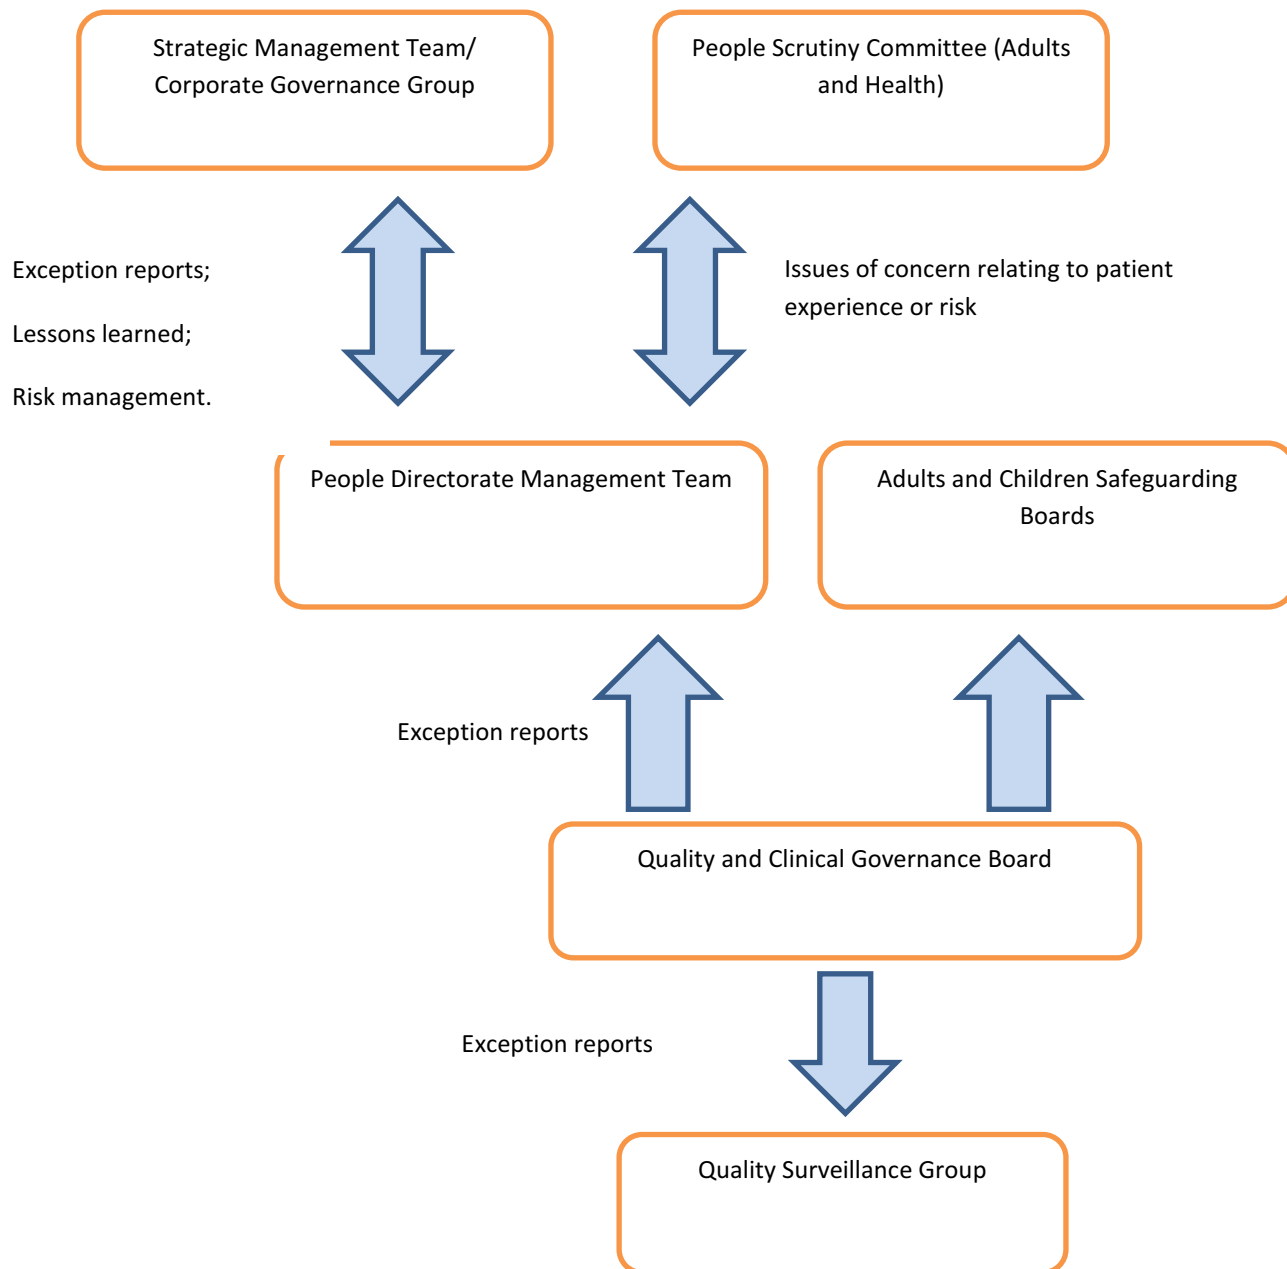 Strategic Management Team/
Corporate Governance Group
People Scrutiny Committee (Adults
and Health)
Exception reports;
Lessons learned;
Risk management.
Issues of concern relating to patient
experience or risk
People Directorate Management Team
Adults and Children Safeguarding
Boards
Exception reports
Quality and Clinical Governance Board
Exception reports
Quality Surveillance Group